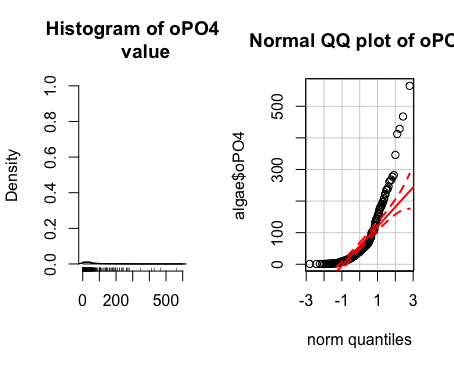 Histogram of oPO4
value
Density
0.0 0.2 0.4 0.6 0.8 1.0
0 200 500
Normal QQ plot of oPO
algae$oPO4
0 100 300 500
-3 -1 1 3
norm quantiles